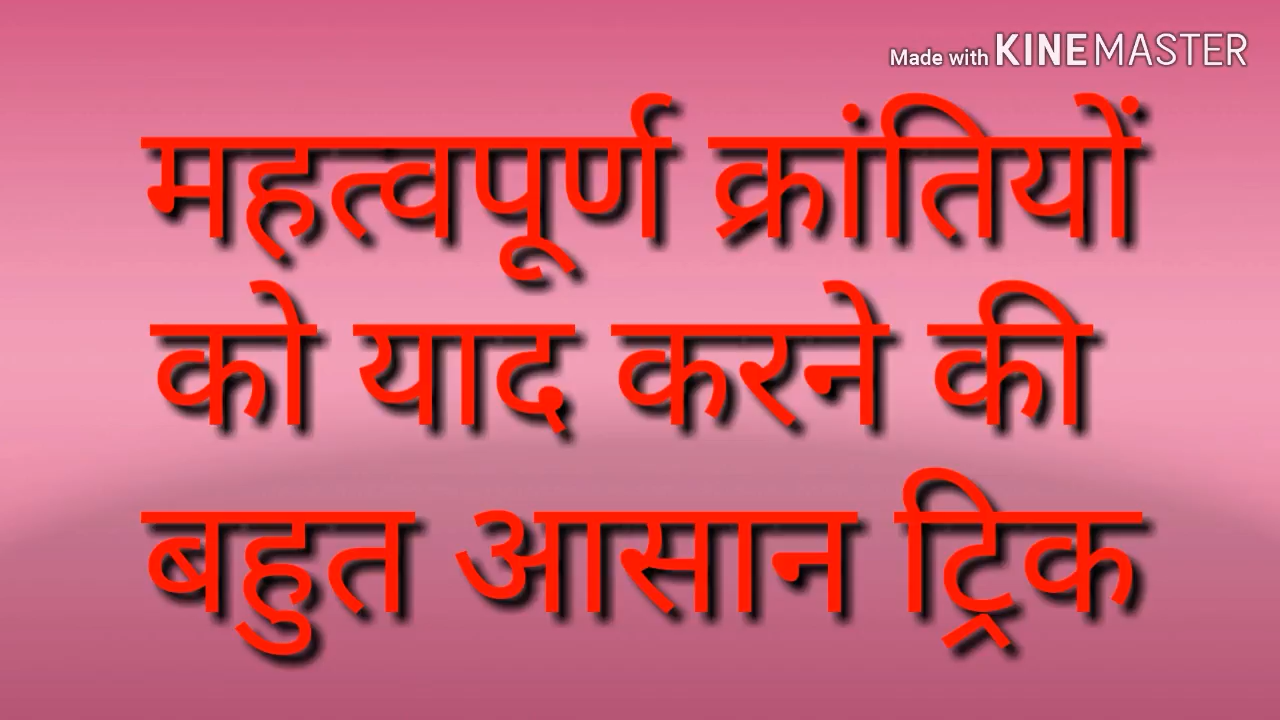 Made with KINEMASTER
महत्वपूर्ण क्रांतियों
को याद करने की
बहुत आसान ट्रिक